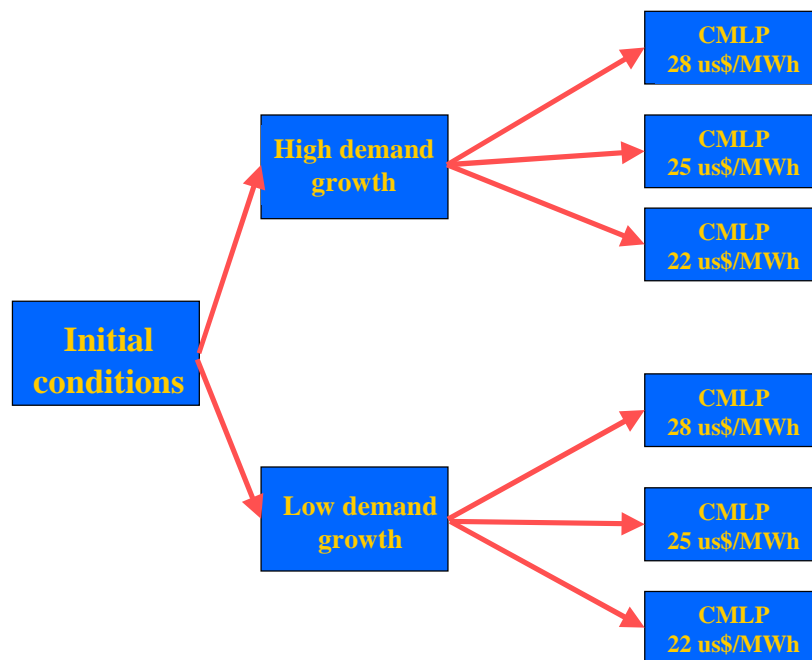 CMLP
28 us$/MWh
High demand
growth
CMLP
25 us$/MWh
CMLP
22 us$/MWh
Initial
conditions
CMLP
28 us$/MWh
Low demand
growth
CMLP
25 us$/MWh
CMLP
22 us$/MWh